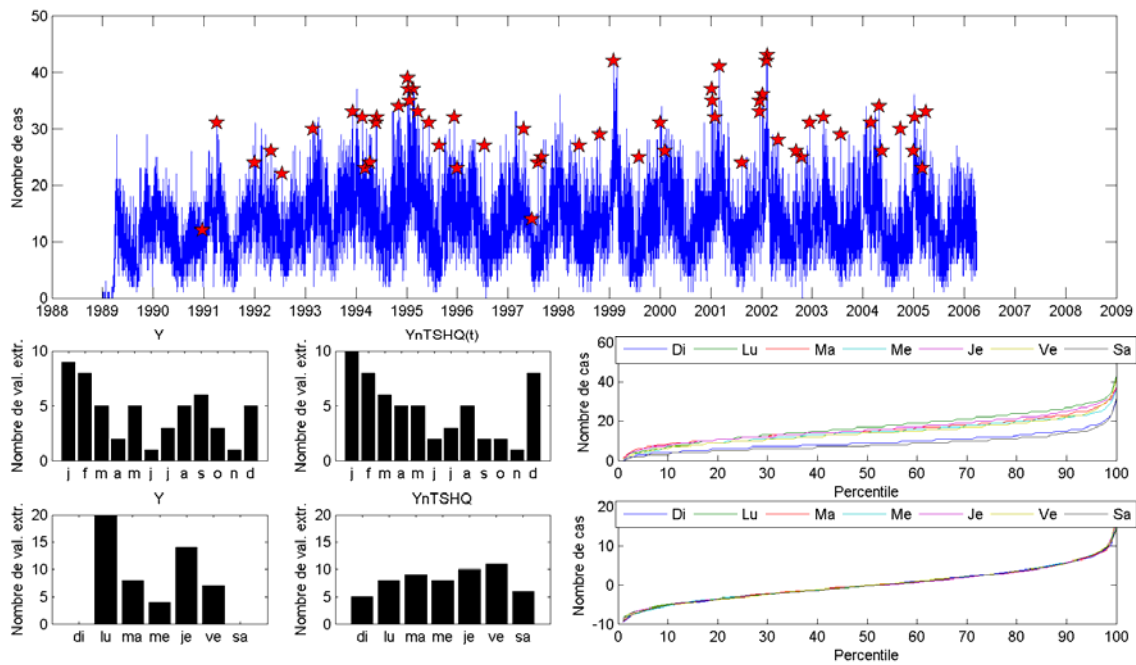 50
40
30
20
10
0
Nombre de cas
1988 1989 1990 1991 1992 1993 1994 1995 1996 1997 1998 1999 2000 2001 2002 2003 2004 2005 2006 2007 2008 2009
Y
10
5
0
Nombre de val. extr.
j f m a m j j a s o n d
YnTSHQ(t)
10
5
0
Nombre de val. extr.
j f m a m j j a s o n d
60
40
20
0
Nombre de cas
Di Lu Ma Me Je Ve Sa
0 10 20 30 40 50 60 70 80 90 100
Percentile
Y
20
15
10
5
0
Nombre de val. extr.
di lu ma me je ve sa
YnTSHQ
20
15
10
5
0
Nombre de val. extr.
di lu ma me je ve sa
20
10
0
-10
Nombre de cas
Di Lu Ma Me Je Ve Sa
0 10 20 30 40 50 60 70 80 90 100
Percentile